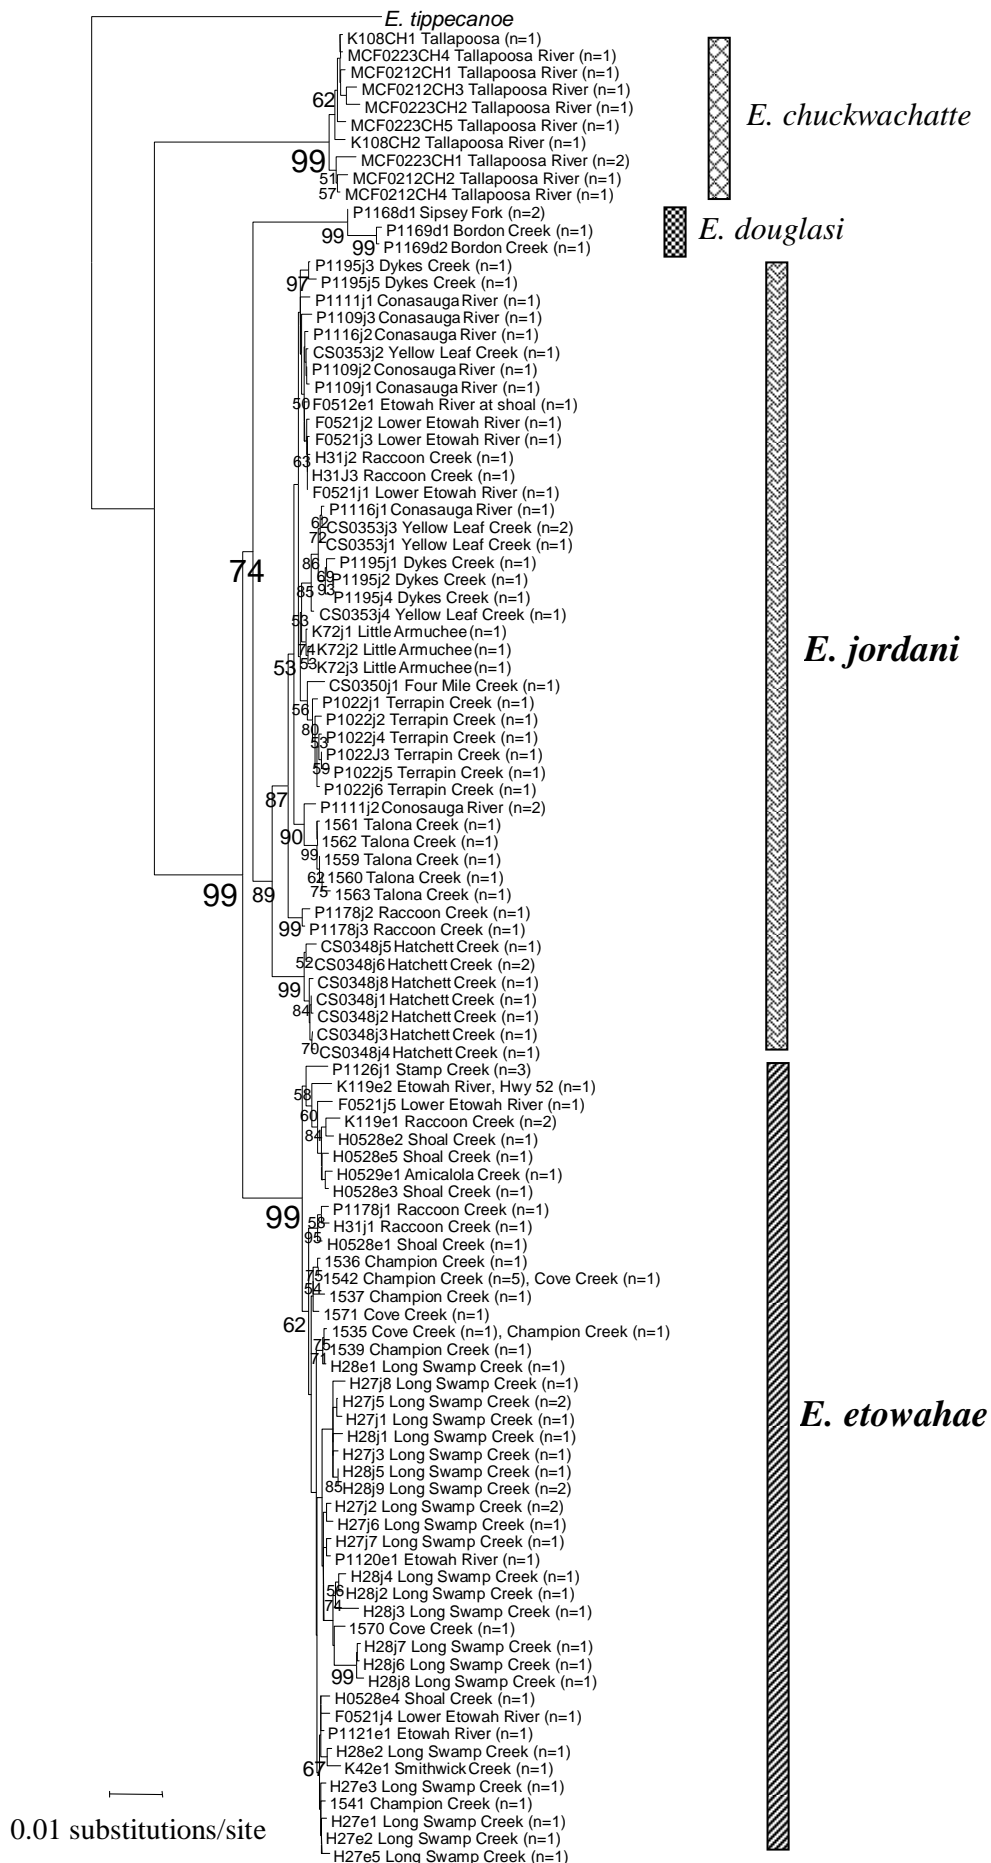 E. tippecanoe
K108CH1 Tallapoosa (n=1)
MCF0223CH4 Tallapoosa River (n=1)
MCF0212CH1 Tallapoosa River (n=1)
MCF0212CH3 Tallapoosa River (n=1)
62
MCF0223CH2 Tallapoosa River (n=1)
E. chuckwachatte
MCF0223CH5 Tallapoosa River (n=1)
K108CH2 Tallapoosa River (n=1)
99
MCF0223CH1 Tallapoosa River (n=2)
51
MCF0212CH2 Tallapoosa River (n=1)
57
MCF0212CH4 Tallapoosa River (n=1)
P1168d1 Sipsey Fork (n=2)
99
P1169d1 Bordon Creek (n=1)
E. douglasi
99
P1169d2 Bordon Creek (n=1)
P1195j3 Dykes Creek (n=1)
97
P1195j5 Dykes Creek (n=1)
P1111j1 Conasauga River (n=1)
P1109j3 Conasauga River (n=1)
P1116j2 Conasauga River (n=1)
CS0353j2 Yellow Leaf Creek (n=1)
P1109j2 Conosauga River (n=1)
P1109j1 Conasauga River (n=1)
50
F0512e1 Etowah River at shoal (n=1)
F0521j2 Lower Etowah River (n=1)
F0521j3 Lower Etowah River (n=1)
63
H31j2 Raccoon Creek (n=1)
H31J3 Raccoon Creek (n=1)
F0521j1 Lower Etowah River (n=1)
P1116j1 Conasauga River (n=1)
62
CS0353j3 Yellow Leaf Creek (n=2)
72
CS0353j1 Yellow Leaf Creek (n=1)
86
P1195j1 Dykes Creek (n=1)
74
69
P1195j2 Dykes Creek (n=1)
85
93
P1195j4 Dykes Creek (n=1)
CS0353j4 Yellow Leaf Creek (n=1)
53
K72j1 Little Armuchee (n=1)
74
K72j2 Little Armuchee (n=1)
E. jordani
53
53
K72j3 Little Armuchee (n=1)
CS0350j1 Four Mile Creek (n=1)
56
P1022j1 Terrapin Creek (n=1)
80
P1022j2 Terrapin Creek (n=1)
53
P1022j4 Terrapin Creek (n=1)
P1022J3 Terrapin Creek (n=1)
59
P1022j5 Terrapin Creek (n=1)
P1022j6 Terrapin Creek (n=1)
87
P1111j2 Conosauga River (n=2)
1561 Talona Creek (n=1)
90
1562 Talona Creek (n=1)
99
1559 Talona Creek (n=1)
62
1560 Talona Creek (n=1)
99
89
75
1563 Talona Creek (n=1)
P1178j2 Raccoon Creek (n=1)
99
P1178j3 Raccoon Creek (n=1)
CS0348j5 Hatchett Creek (n=1)
52
CS0348j6 Hatchett Creek (n=2)
99
CS0348j8 Hatchett Creek (n=1)
CS0348j1 Hatchett Creek (n=1)
84
CS0348j2 Hatchett Creek (n=1)
CS0348j3 Hatchett Creek (n=1)
70
CS0348j4 Hatchett Creek (n=1)
P1126j1 Stamp Creek (n=3)
58
K119e2 Etowah River, Hwy 52 (n=1)
F0521j5 Lower Etowah River (n=1)
60
K119e1 Raccoon Creek (n=2)
84
H0528e2 Shoal Creek (n=1)
H0528e5 Shoal Creek (n=1)
H0529e1 Amicalola Creek (n=1)
H0528e3 Shoal Creek (n=1)
99
P1178j1 Raccoon Creek (n=1)
58
H31j1 Raccoon Creek (n=1)
95
H0528e1 Shoal Creek (n=1)
1536 Champion Creek (n=1)
75
1542 Champion Creek (n=5), Cove Creek (n=1)
54
1537 Champion Creek (n=1)
62
1571 Cove Creek (n=1)
1535 Cove Creek (n=1), Champion Creek (n=1)
75
1539 Champion Creek (n=1)
71
H28e1 Long Swamp Creek (n=1)
H27j8 Long Swamp Creek (n=1)
H27j5 Long Swamp Creek (n=2)
E. etowahae
H27j1 Long Swamp Creek (n=1)
H28j1 Long Swamp Creek (n=1)
H27j3 Long Swamp Creek (n=1)
H28j5 Long Swamp Creek (n=1)
85
H28j9 Long Swamp Creek (n=2)
H27j2 Long Swamp Creek (n=2)
H27j6 Long Swamp Creek (n=1)
H27j7 Long Swamp Creek (n=1)
P1120e1 Etowah River (n=1)
H28j4 Long Swamp Creek (n=1)
56
H28j2 Long Swamp Creek (n=1)
74
H28j3 Long Swamp Creek (n=1)
1570 Cove Creek (n=1)
H28j7 Long Swamp Creek (n=1)
H28j6 Long Swamp Creek (n=1)
99
H28j8 Long Swamp Creek (n=1)
H0528e4 Shoal Creek (n=1)
F0521j4 Lower Etowah River (n=1)
P1121e1 Etowah River (n=1)
H28e2 Long Swamp Creek (n=1)
67
K42e1 Smithwick Creek (n=1)
H27e3 Long Swamp Creek (n=1)
1541 Champion Creek (n=1)
H27e1 Long Swamp Creek (n=1)
0.01 substitutions/site
H27e2 Long Swamp Creek (n=1)
H27e5 Long Swamp Creek (n=1)